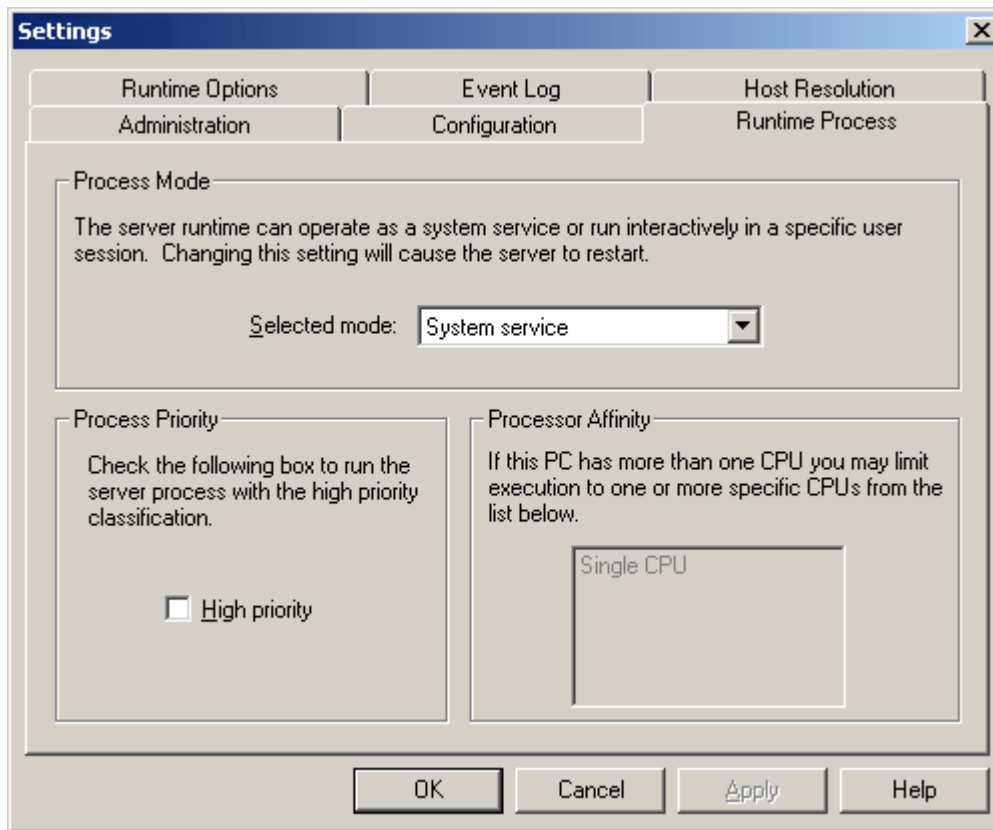 Settings
Runtime Options
Event Log
Host Resolution
Administration
Configuration
Runtime Process
Process Mode
The server runtime can operate as a system service or run interactively in a specific user
session.  Changing this setting will cause the server to restart.
Selected mode:
System service
Process Priority
Check the following box to run the
server process with the high priority
classification.
High priority
Processor Affinity
If this PC has more than one CPU you may limit
execution to one or more specific CPUs from the
list below.
Single CPU
OK
Cancel
Apply
Help